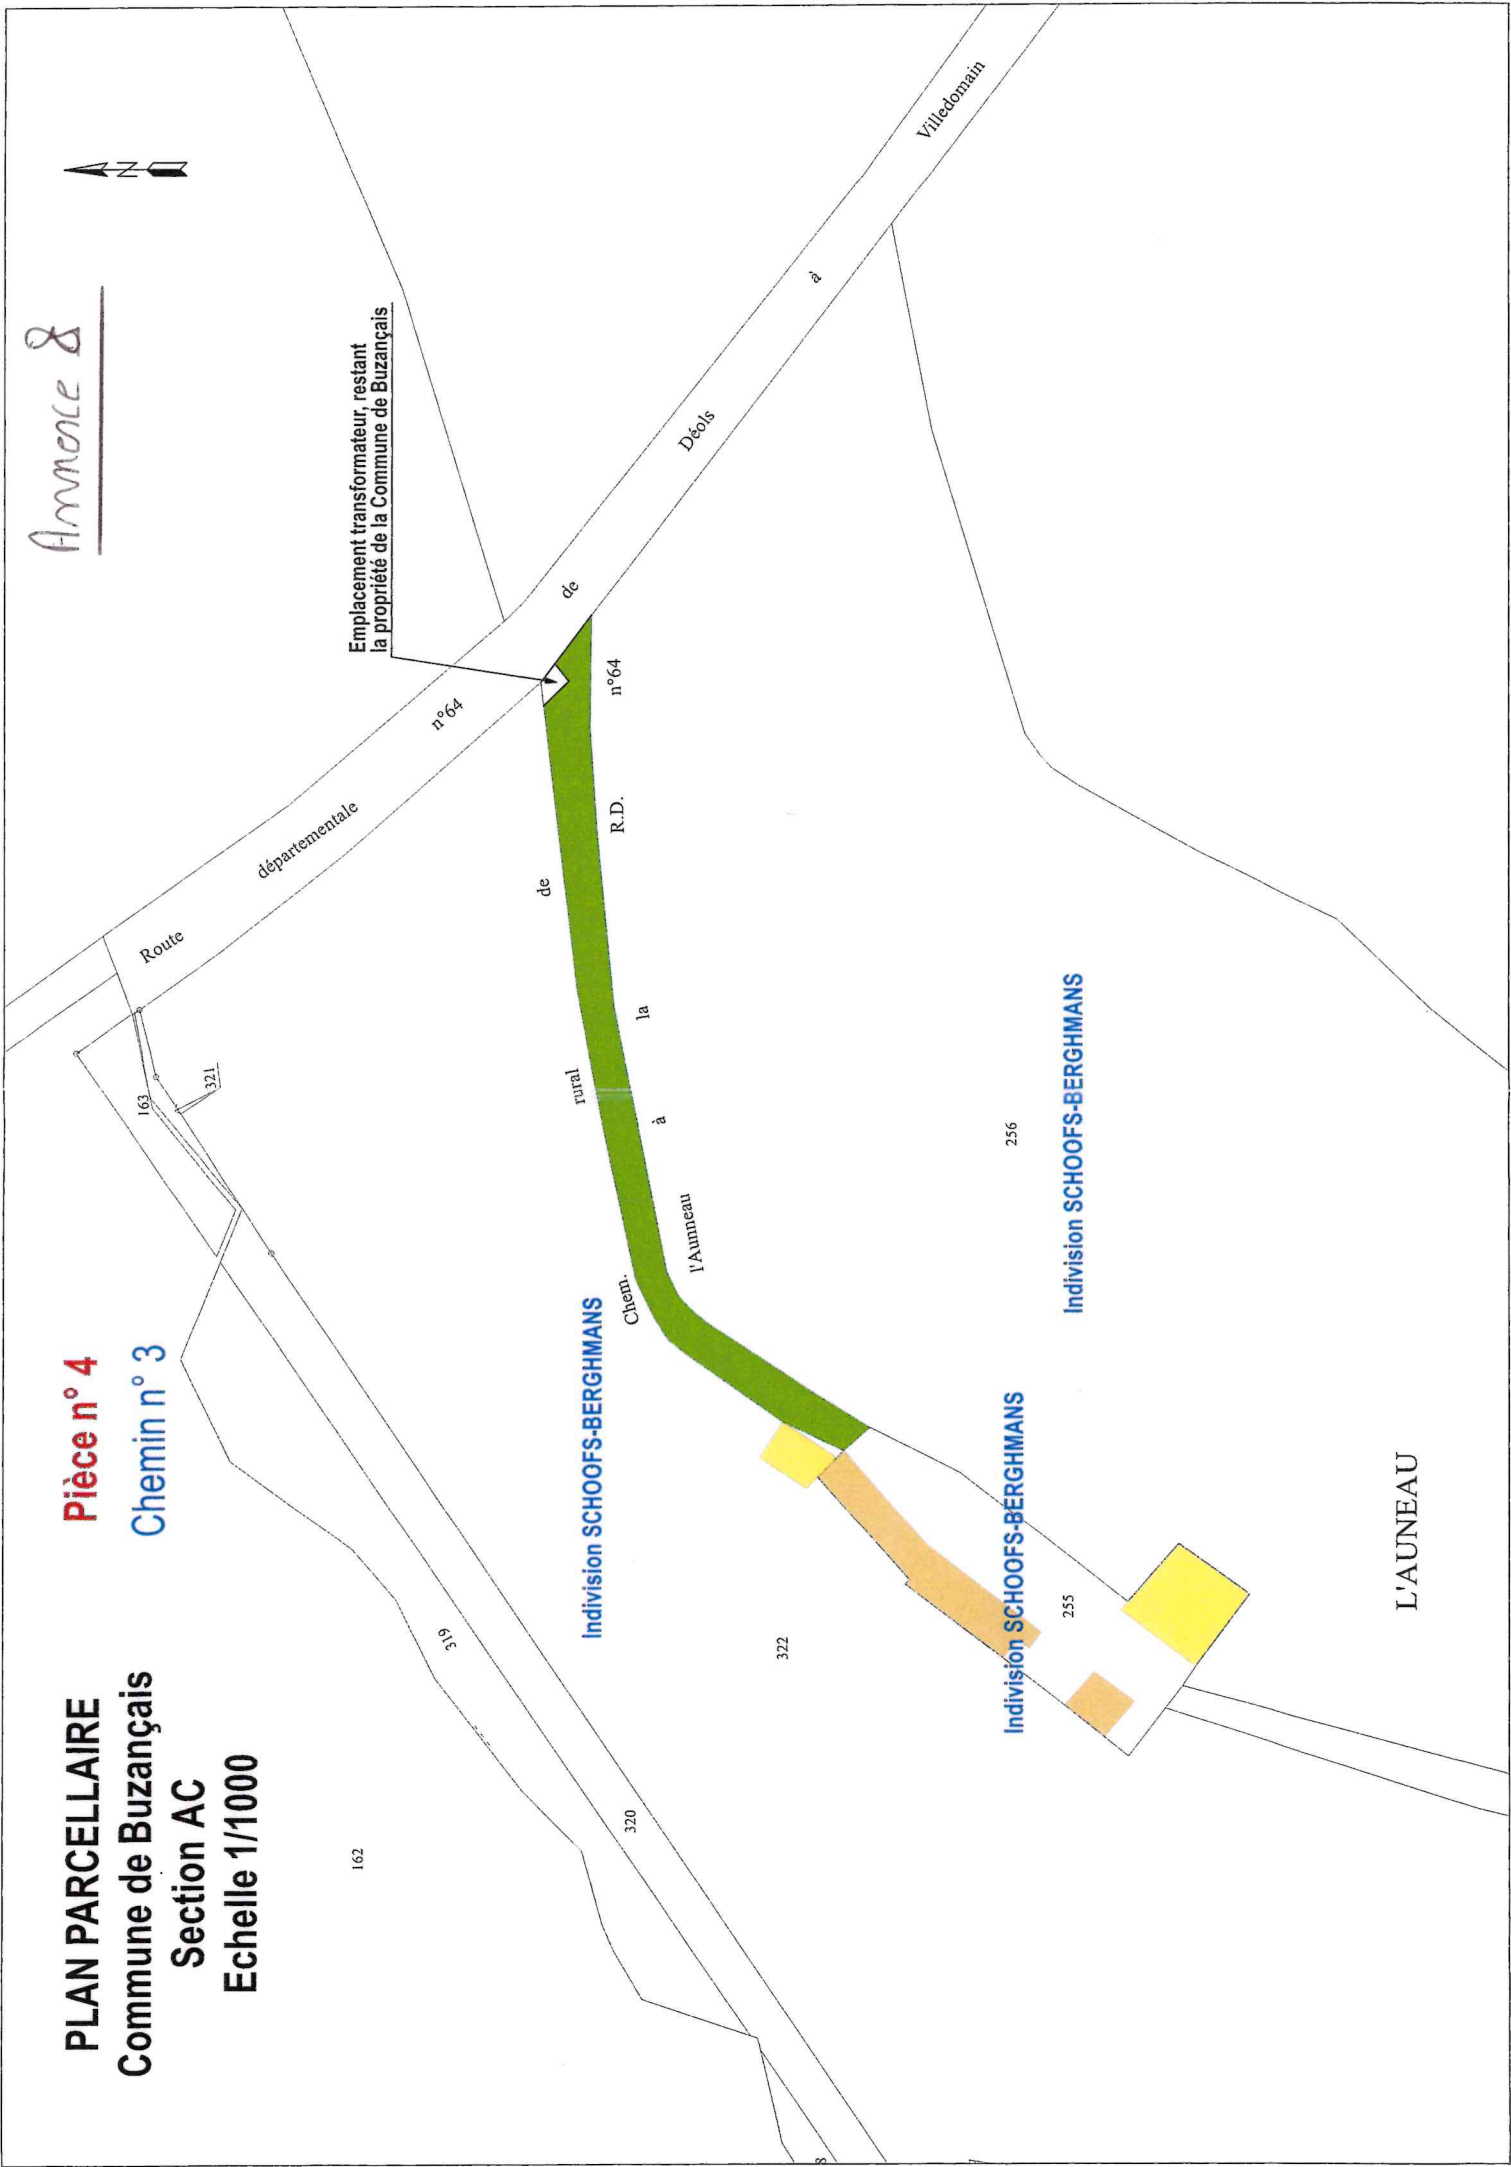 PLAN PARCELLAIRE
Commune de Buzançais
Section AC
Echelle 1/1000
Pièce n° 4
Chemin n° 3
Annexe 8
N
Emplacement transformateur, restant
la propriété de la Commune de Buzançais
Route
départementale
n°64
de
Déols
à
Villedomain
163
321
319
162
320
Chem.
rural
de
l'Aunneau
à
la
R.D.
n°64
Indivision SCHOOFS-BERGHMANS
322
256
Indivision SCHOOFS-BERGHMANS
Indivision SCHOOFS-BERGHMANS
255
L'AUNEAU